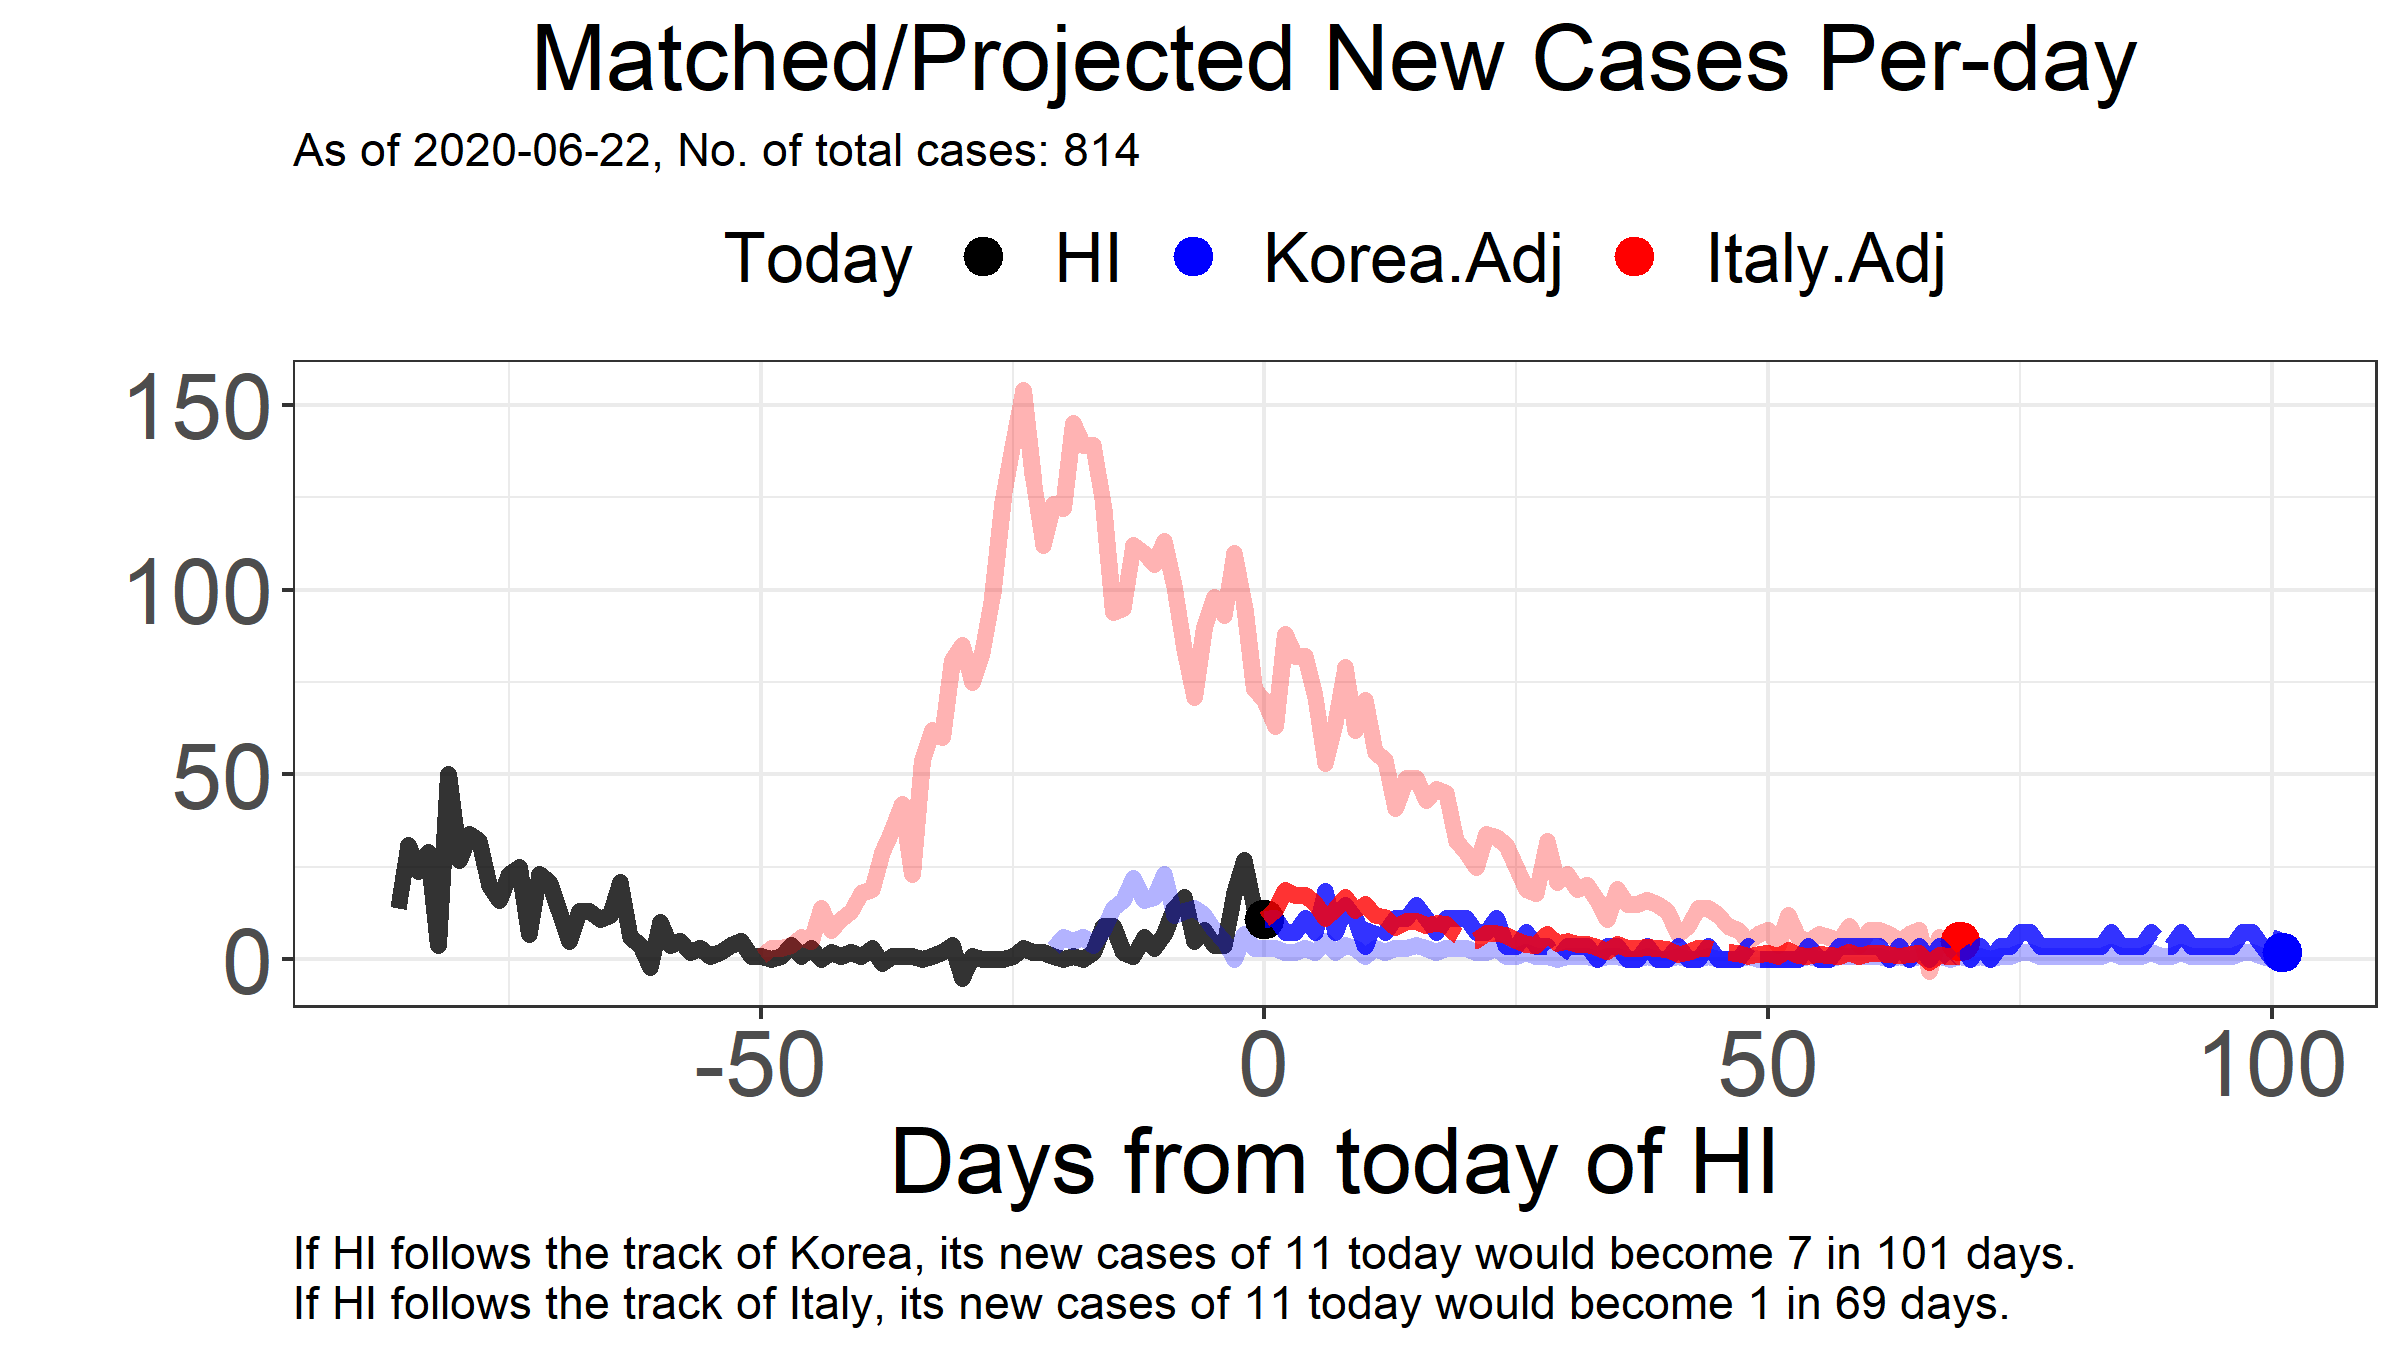 Matched/Projected New Cases Per-day
As of 2020-06-22, No. of total cases: 814
Today HI Korea.Adj Italy.Adj
150
100
50
0
-50 0 50 100
Days from today of HI
If HI follows the track of Korea, its new cases of 11 today would become 7 in 101 days.
If HI follows the track of Italy, its new cases of 11 today would become 1 in 69 days.